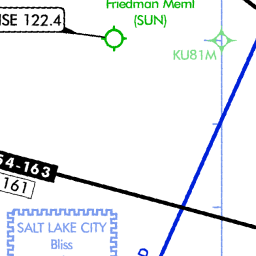 Friedman Meml
(SUN)
ISE 122.4
KU81M
54-163
161
SALT LAKE CITY
Bliss
D